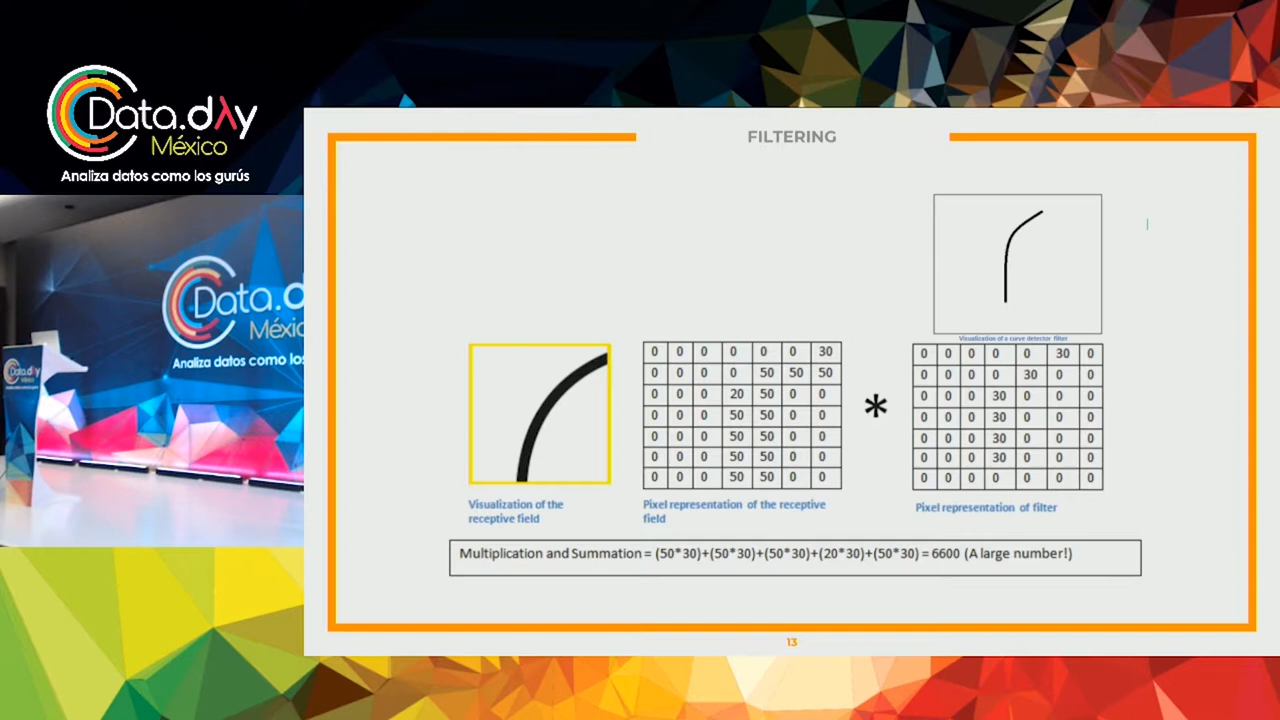 Data.dλy
México
Analiza datos como los gurús
FILTERING
Data.d
Méxic
Analiza datos como los
Visualization of a curve detector filter
0 0 0 0 0 0 30
0 0 0 0 50 50 50
0 0 0 20 50 0 0
0 0 0 50 50 0 0
0 0 0 50 50 0 0
0 0 0 50 50 0 0
0 0 0 50 50 0 0
*
0 0 0 0 0 30 0
0 0 0 0 30 0 0
0 0 0 30 0 0 0
0 0 0 30 0 0 0
0 0 0 30 0 0 0
0 0 0 30 0 0 0
0 0 0 0 0 0 0
Visualization of the
receptive field
Pixel representation of the receptive
field
Pixel representation of filter
Multiplication and Summation = (50*30)+(50*30)+(50*30)+(20*30)+(50*30) = 6600 (A large number!)
13